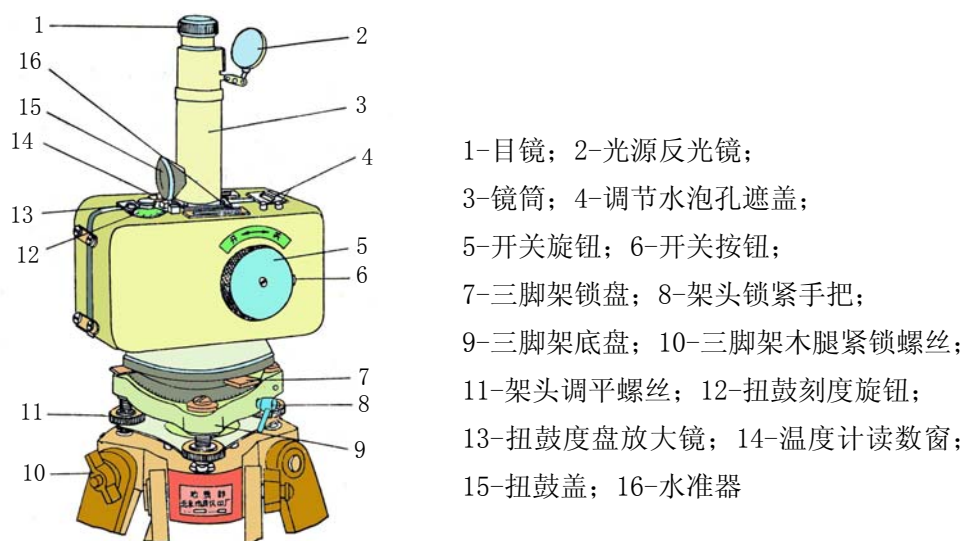 1
2
16
3
15
14
4
13
5
12
6
开 关
7
8
11
9
10
1-目镜；2-光源反光镜；
3-镜筒；4-调节水泡孔遮盖；
5-开关旋钮；6-开关按钮；
7-三脚架锁盘；8-架头锁紧手把；
9-三脚架底盘；10-三脚架木腿紧锁螺丝；
11-架头调平螺丝；12-扭鼓刻度旋钮；
13-扭鼓度盘放大镜；14-温度计读数窗；
15-扭鼓盖；16-水准器